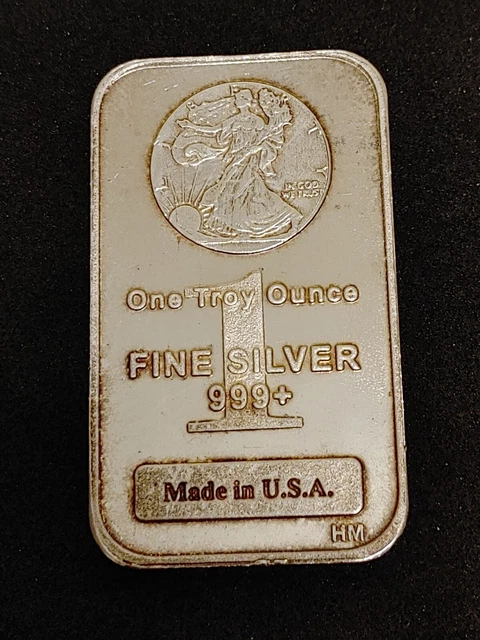 IN GOD
WE TRUST
One Troy Ounce
1
FINE SILVER
999+
Made in U.S.A.
HM